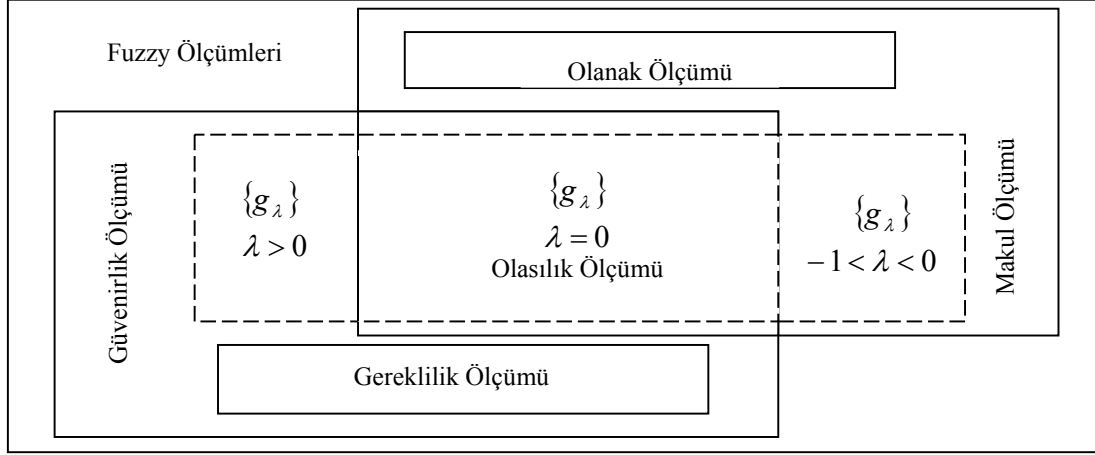 Fuzzy Ölçümleri
Olanak Ölçümü
Güvenirlik Ölçümü
{g_λ}
λ > 0
{g_λ}
λ = 0
Olasılık Ölçümü
{g_λ}
− 1 < λ < 0
Makul Ölçümü
Gereklilik Ölçümü